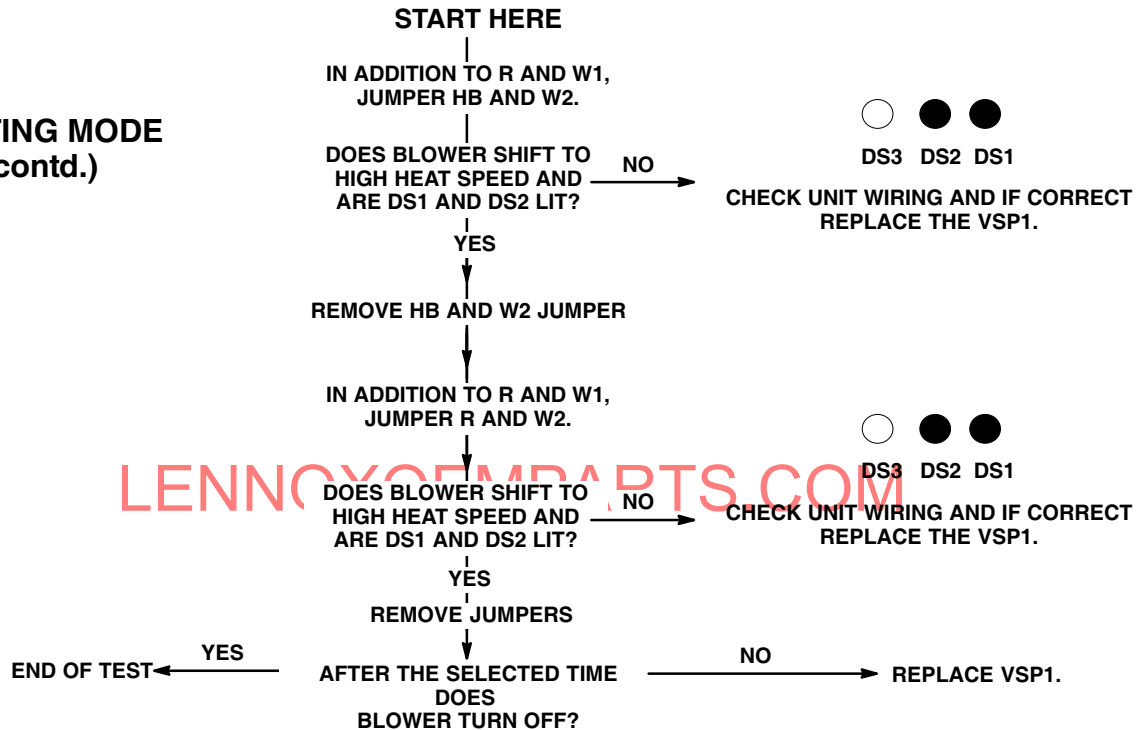 START HERE
IN ADDITION TO R AND W1,
JUMPER HB AND W2.
TING MODE
contd.)
DOES BLOWER SHIFT TO
HIGH HEAT SPEED AND
ARE DS1 AND DS2 LIT?
NO
DS3 DS2 DS1
CHECK UNIT WIRING AND IF CORRECT
REPLACE THE VSP1.
YES
REMOVE HB AND W2 JUMPER
IN ADDITION TO R AND W1,
JUMPER R AND W2.
LENNOXOEMPARTS.COM
DOES BLOWER SHIFT TO
HIGH HEAT SPEED AND
ARE DS1 AND DS2 LIT?
NO
DS3 DS2 DS1
CHECK UNIT WIRING AND IF CORRECT
REPLACE THE VSP1.
YES
REMOVE JUMPERS
AFTER THE SELECTED TIME
DOES
BLOWER TURN OFF?
YES
END OF TEST
NO
REPLACE VSP1.